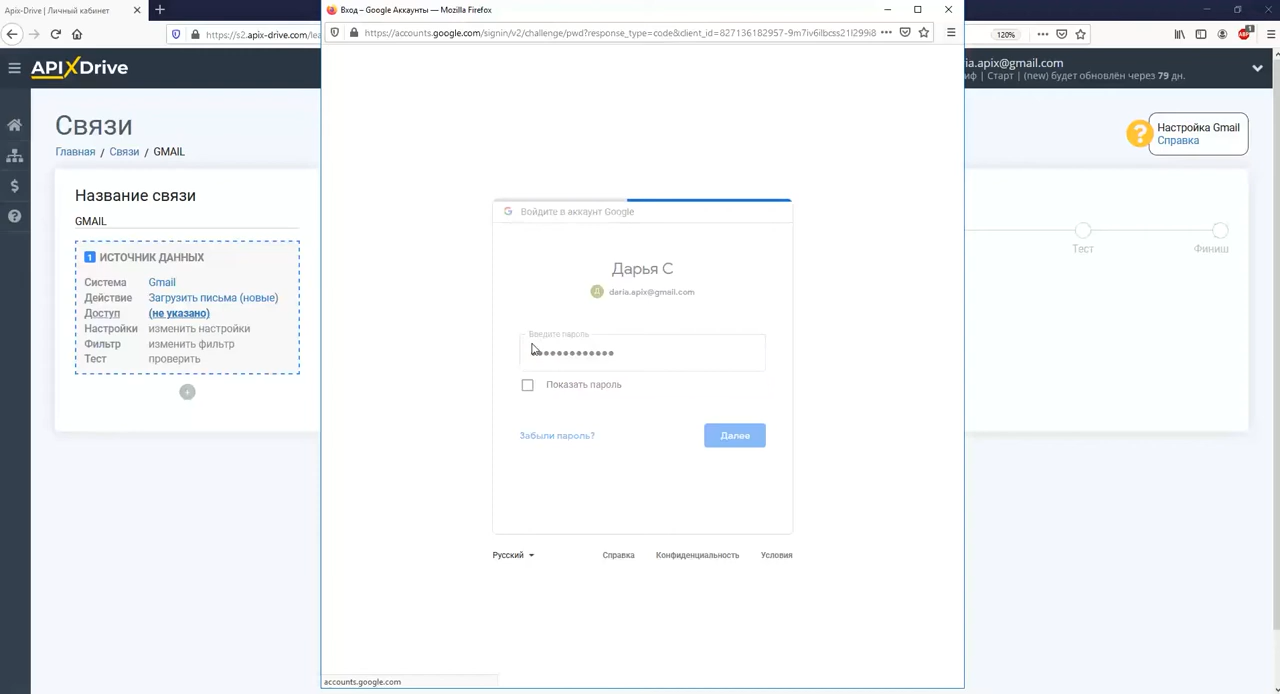 Apix-Drive | Личный кабинет
Вход – Google Аккаунты — Mozilla Firefox
https://s2.apix-drive.com/lea
https://accounts.google.com/signin/v2/challenge/pwd?response_type=code&client_id=827136182957-9m7iv6ilbcss21l299i8
120%
APIXDrive
ria.apix@gmail.com
иф | Старт | (new) будет обновлён через 79 дн.
Связи
Главная / Связи / GMAIL
Настройка Gmail
Справка
Название связи
GMAIL
1 ИСТОЧНИК ДАННЫХ
Система Gmail
Действие Загрузить письма (новые)
Доступ (не указано)
Настройки изменить настройки
Фильтр изменить фильтр
Тест проверить
Войдите в аккаунт Google
Дарья С
Д daria.apix@gmail.com
Введите пароль
Показать пароль
Забыли пароль?
Далее
Русский
Справка
Конфиденциальность
Условия
Тест
Финиш
accounts.google.com